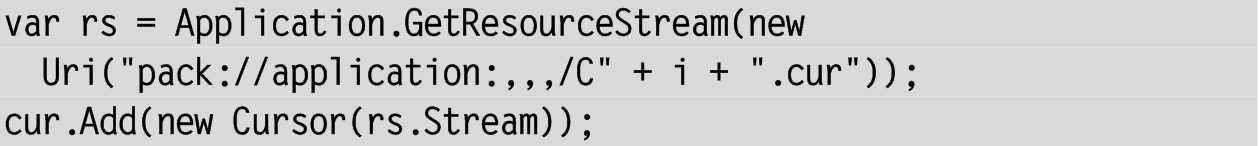 var rs = Application.GetResourceStream(new
Uri("pack://application:,,,/C" + i + ".cur"));
cur.Add(new Cursor(rs.Stream));